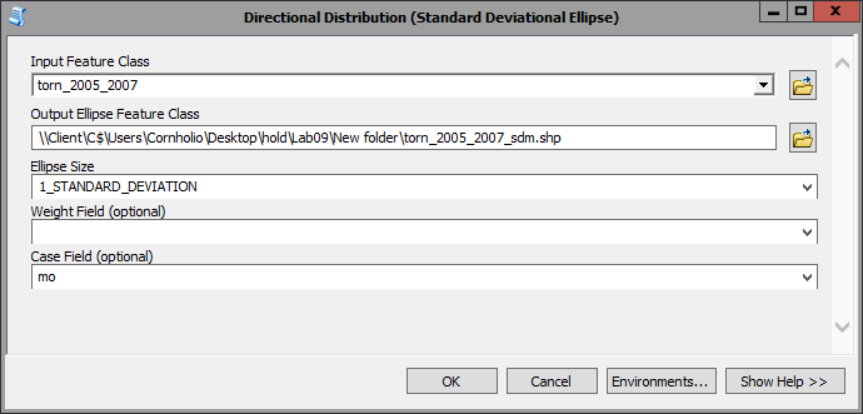 Directional Distribution (Standard Deviational Ellipse)
Input Feature Class
torn_2005_2007
Output Ellipse Feature Class
\\Client\C$\Users\Cornholio\Desktop\hold\Lab09\New folder\torn_2005_2007_sdm.shp
Ellipse Size
1_STANDARD_DEVIATION
Weight Field (optional)
Case Field (optional)
mo
OK Cancel Environments... Show Help >>